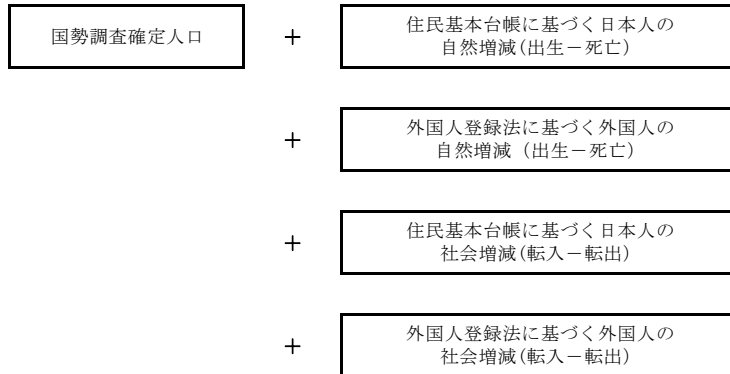 国勢調査確定人口
＋
住民基本台帳に基づく日本人の
自然増減(出生－死亡)
＋
外国人登録法に基づく外国人の
自然増減（出生－死亡）
＋
住民基本台帳に基づく日本人の
社会増減(転入－転出)
＋
外国人登録法に基づく外国人の
社会増減(転入－転出)